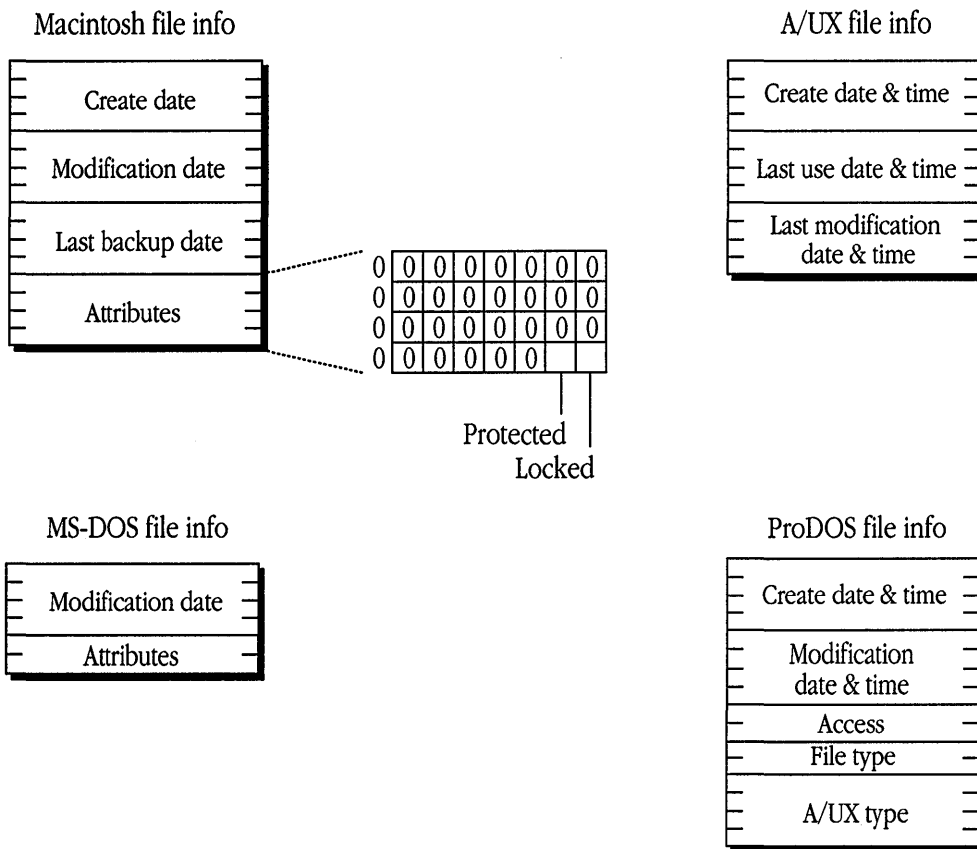 Macintosh file info
Create date
Modification date
Last backup date
Attributes
0 0 0 0 0 0 0 0
0 0 0 0 0 0 0 0
0 0 0 0 0 0 0 0
0 0 0 0 0 0
Protected
Locked
A/UX file info
Create date & time
Last use date & time
Last modification
date & time
MS-DOS file info
Modification date
Attributes
ProDOS file info
Create date & time
Modification
date & time
Access
File type
A/UX type